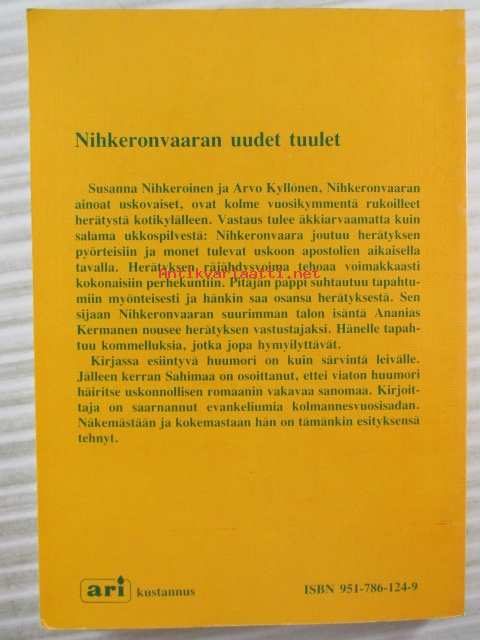 Nihkeronvaaran uudet tuulet
Susanna Nihkeroinen ja Arvo Kyllönen, Nihkeronvaaran
ainoat uskovaiset, ovat kolme vuosikymmentä rukoilleet
herätystä kotikylälleen. Vastaus tulee äkkiarvaamatta kuin
salama ukkospilvestä: Nihkeronvaara joutuu herätyksen
pyörteisiin ja monet tulevat uskoon apostolien aikaisella
tavalla. Herätyksen räjähdysvoima tehoaa voimakkaasti
Antikvariaatti.net
kokonaisiin perhekuntiin. Pitäjän pappi suhtautuu tapahtu-
miin myönteisesti ja hänkin saa osansa herätyksestä. Sen
sijaan Nihkeronvaaran suurimman talon isäntä Ananias
Kermanen nousee herätyksen vastustajaksi. Hänelle tapah-
tuu kommelluksia, jotka jopa hymyilyttävät.
Kirjassa esiintyvä huumori on kuin särvintä leivälle.
Jälleen kerran Sahimaa on osoittanut, ettei viaton huumori
häiritse uskonnollisen romaanin vakavaa sanomaa. Kirjoit-
taja on saarnannut evankeliumia kolmannesvuosisadan.
Näkemästään ja kokemastaan hän on tämänkin esityksensä
tehnyt.
ari kustannus
ISBN 951-786-124-9